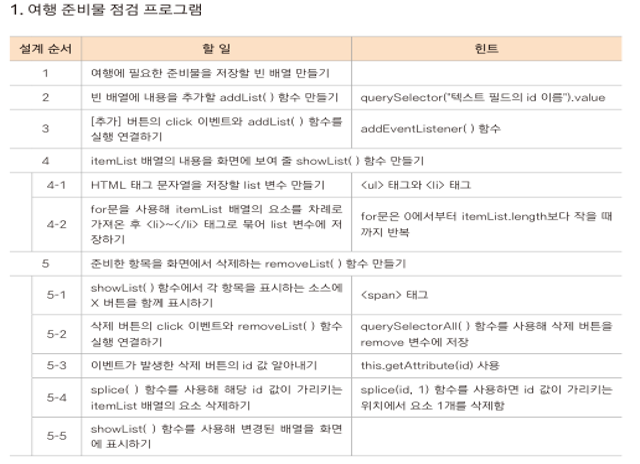 1. 여행 준비물 점검 프로그램
설계 순서 할 일 힌트
1 여행에 필요한 준비물을 저장할 빈 배열 만들기
2 빈 배열에 내용을 추가할 addList( ) 함수 만들기 querySelector("텍스트 필드의 id 이름").value
3 [추가] 버튼의 click 이벤트와 addList( ) 함수를 addEventListener( ) 함수
실행 연결하기
4 itemList 배열의 내용을 화면에 보여 줄 showList( ) 함수 만들기
4-1 HTML 태그 문자열을 저장할 list 변수 만들기 <ul> 태그와 <li> 태그
4-2 for문을 사용해 itemList 배열의 요소를 차례로
가져온 후 <li>~</li> 태그로 묶어 list 변수에 저
장하기
for문은 0에서부터 itemList.length보다 작을 때
까지 반복
5 준비한 항목을 화면에서 삭제하는 removeList( ) 함수 만들기
5-1 showList( ) 함수에서 각 항목을 표시하는 소스에
X 버튼을 함께 표시하기
<span> 태그
5-2 삭제 버튼의 click 이벤트와 removeList( ) 함수
실행 연결하기
querySelectorAll( ) 함수를 사용해 삭제 버튼을
remove 변수에 저장
5-3 이벤트가 발생한 삭제 버튼의 id 값 알아내기 this.getAttribute(id) 사용
5-4 splice( ) 함수를 사용해 해당 id 값이 가리키는
itemList 배열의 요소 삭제하기
splice(id, 1) 함수를 사용하면 id 값이 가리키는
위치에서 요소 1개를 삭제함
5-5 showList( ) 함수를 사용해 변경된 배열을 화면
에 표시하기